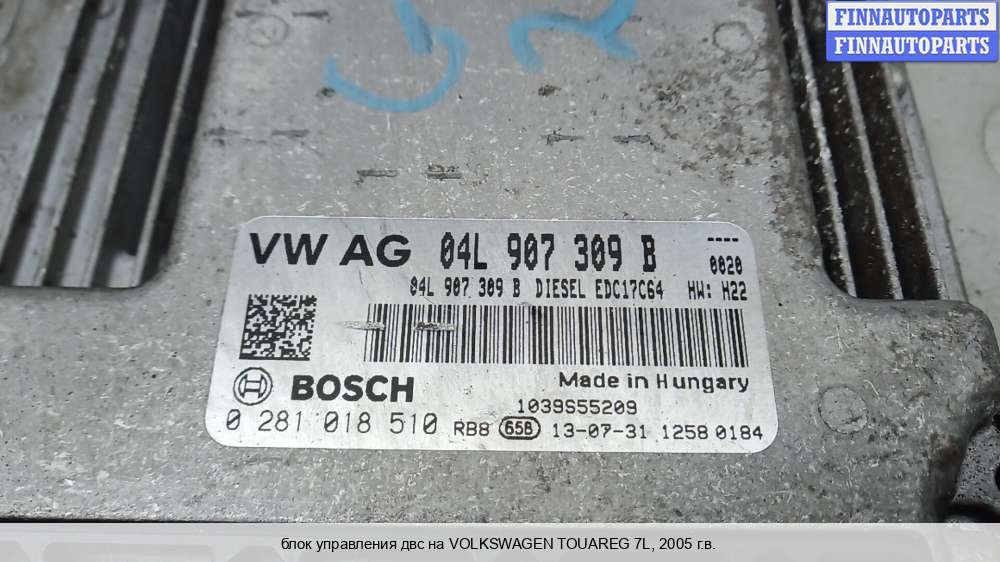 FINNAUTOPARTS
FINNAUTOPARTS
VW AG 04L 907 309 B ----
0020
04L 907 309 B DIESEL EDC17C64 HW: H22
BOSCH
Made in Hungary
1039S55209
0 281 018 510 RB8 658 13-07-31 1258 0184
блок управления двс на VOLKSWAGEN TOUAREG 7L, 2005 г.в.